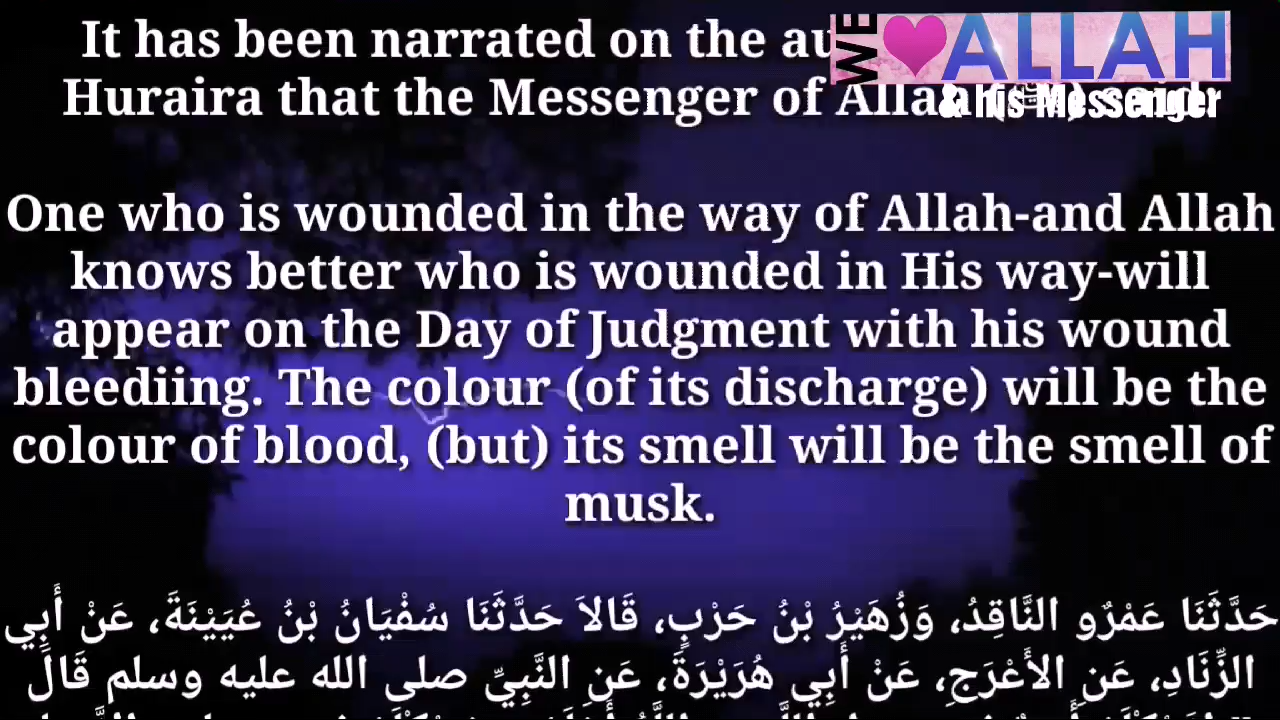 It has been narrated on the
Huraira that the Messenger of Allah
WE ALLAH
& his Messenger
One who is wounded in the way of Allah-and Allah
knows better who is wounded in His way-will
appear on the Day of Judgment with his wound
bleediing. The colour (of its discharge) will be the
colour of blood, (but) its smell will be the smell of
musk.
حَدَّثَنَا عَمْرٌو النَّاقِدُ، وَزُهَيْرُ بْنُ حَرْبٍ، قَالاَ حَدَّثَنَا سُفْيَانُ بْنُ عُيَيْنَةَ، عَنْ أَبِي
الزِّنَادِ، عَنِ الأَعْرَجِ، عَنْ أَبِي هُرَيْرَةَ، عَنِ النَّبِيِّ صلى الله عليه وسلم قَالَ